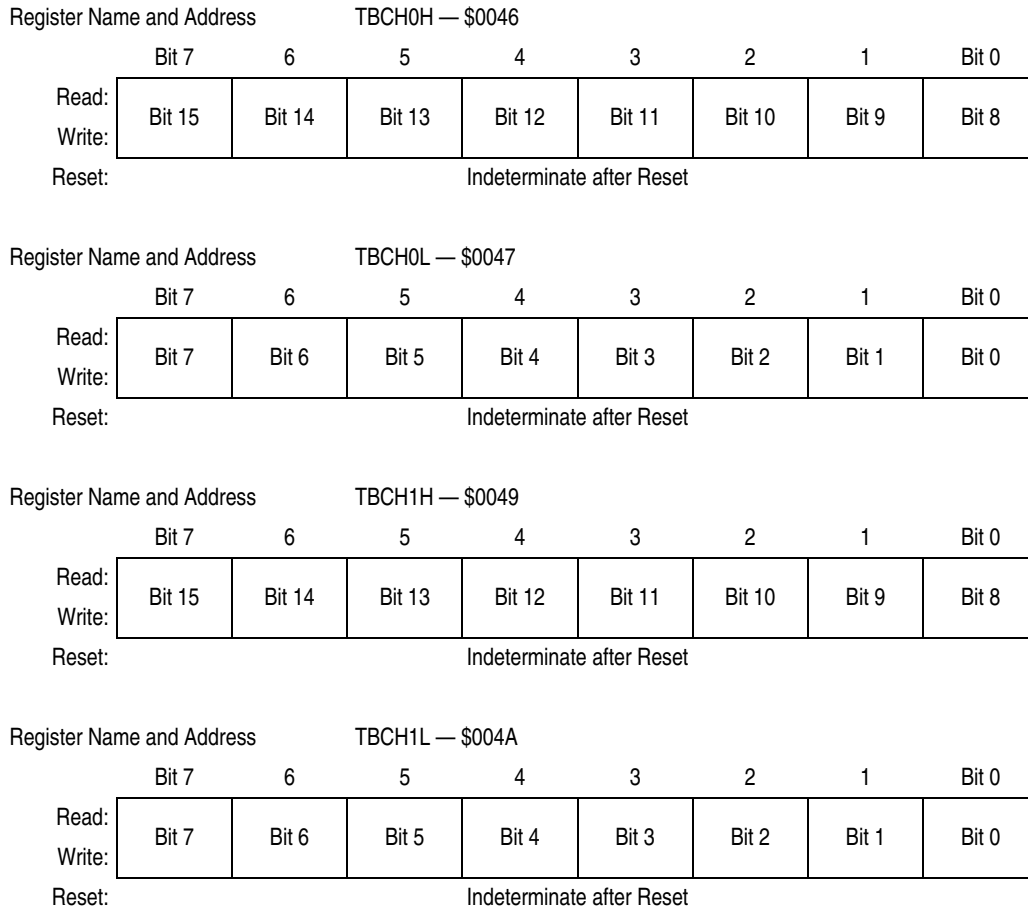 Register Name and Address TBCH0H — $0046
Bit 7 6 5 4 3 2 1 Bit 0
Read:
Bit 15 Bit 14 Bit 13 Bit 12 Bit 11 Bit 10 Bit 9 Bit 8
Write:
Reset: Indeterminate after Reset
Register Name and Address TBCH0L — $0047
Bit 7 6 5 4 3 2 1 Bit 0
Read:
Bit 7 Bit 6 Bit 5 Bit 4 Bit 3 Bit 2 Bit 1 Bit 0
Write:
Reset: Indeterminate after Reset
Register Name and Address TBCH1H — $0049
Bit 7 6 5 4 3 2 1 Bit 0
Read:
Bit 15 Bit 14 Bit 13 Bit 12 Bit 11 Bit 10 Bit 9 Bit 8
Write:
Reset: Indeterminate after Reset
Register Name and Address TBCH1L — $004A
Bit 7 6 5 4 3 2 1 Bit 0
Read:
Bit 7 Bit 6 Bit 5 Bit 4 Bit 3 Bit 2 Bit 1 Bit 0
Write:
Reset: Indeterminate after Reset